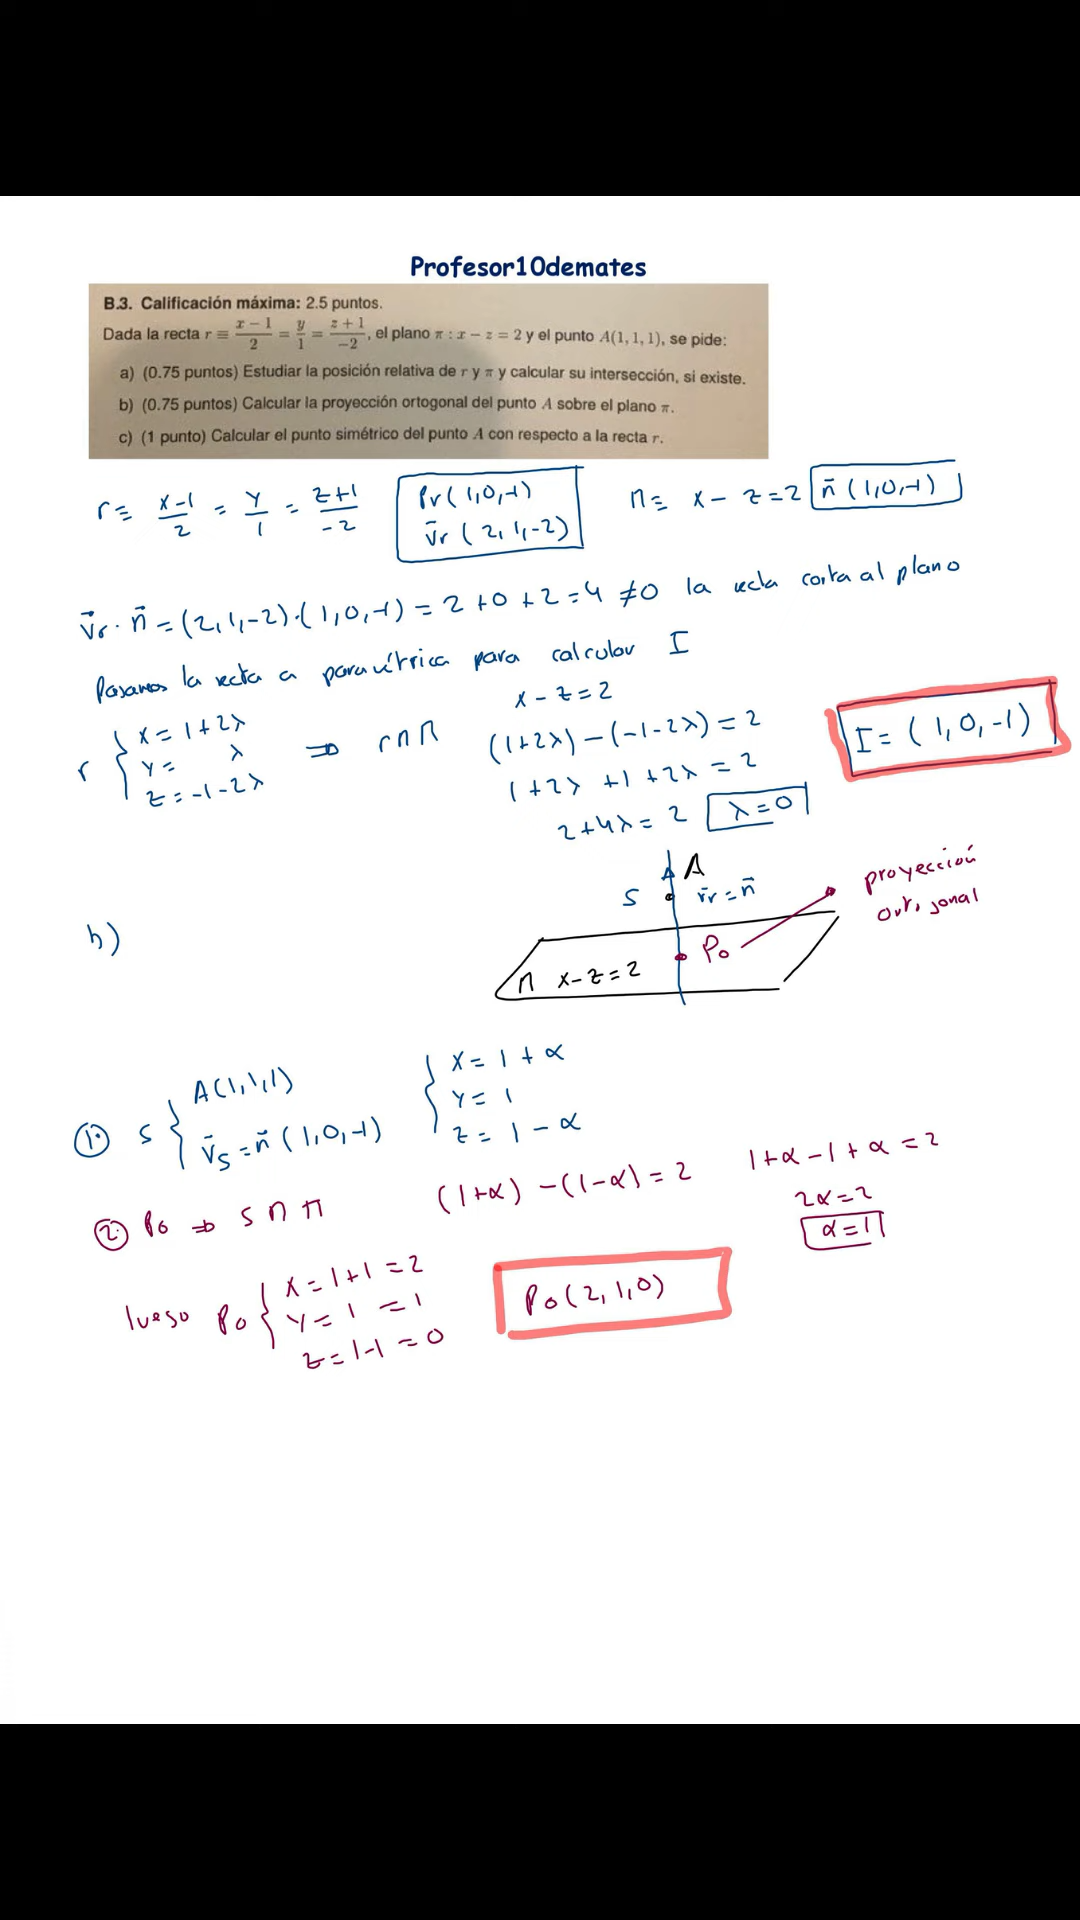 Profesor10demates
B.3. Calificación máxima: 2.5 puntos.
Dada la recta r ≡ (x − 1)/2 = y/1 = (z + 1)/−2, el plano π : x − z = 2 y el punto A(1, 1, 1), se pide:
a) (0.75 puntos) Estudiar la posición relativa de r y π y calcular su intersección, si existe.
b) (0.75 puntos) Calcular la proyección ortogonal del punto A sobre el plano π.
c) (1 punto) Calcular el punto simétrico del punto A con respecto a la recta r.
r ≡ (x−1)/2 = y/1 = (z+1)/−2
Pr(1,0,−1)
v⃗r(2,1,−2)
π ≡ x − z = 2
n⃗(1,0,−1)
v⃗r · n⃗ = (2,1,−2)·(1,0,−1) = 2+0+2 = 4 ≠ 0 la recta corta al plano
Pasamos la recta a paramétrica para calcular I
r { x = 1+2λ
y = λ
z = −1−2λ
⇒ r∩π
x − z = 2
(1+2λ) − (−1−2λ) = 2
1+2λ +1+2λ = 2
2+4λ = 2
λ=0
I = (1,0,−1)
b)
A
s
v⃗r = n⃗
proyección
ortogonal
Po
π x−z=2
1. s { A(1,1,1)
v⃗s = n⃗(1,0,−1)
{ x = 1+α
y = 1
z = 1−α
2. Po ⇒ s ∩ π
(1+α) −(1−α) = 2
1+α−1+α = 2
2α=2
α=1
luego Po { x = 1+1 = 2
y = 1 = 1
z = 1−1 = 0
Po(2,1,0)